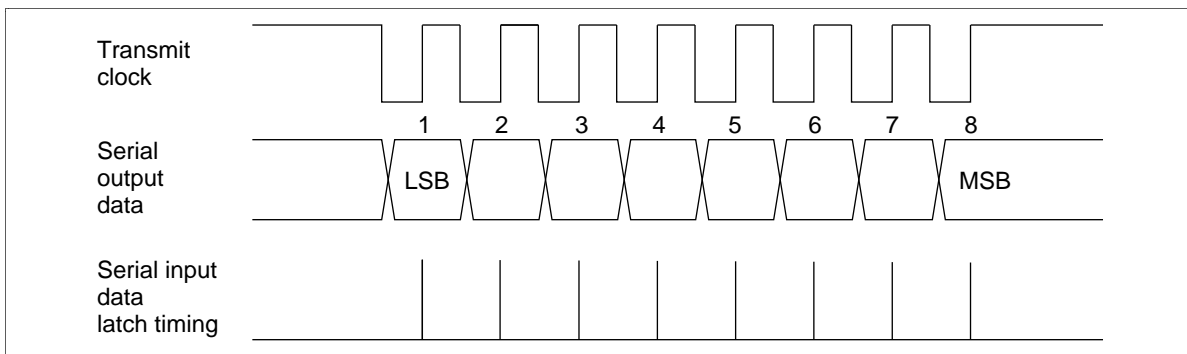 Transmit
clock
1 2 3 4 5 6 7 8
Serial
output
data
LSB MSB
Serial input
data
latch timing